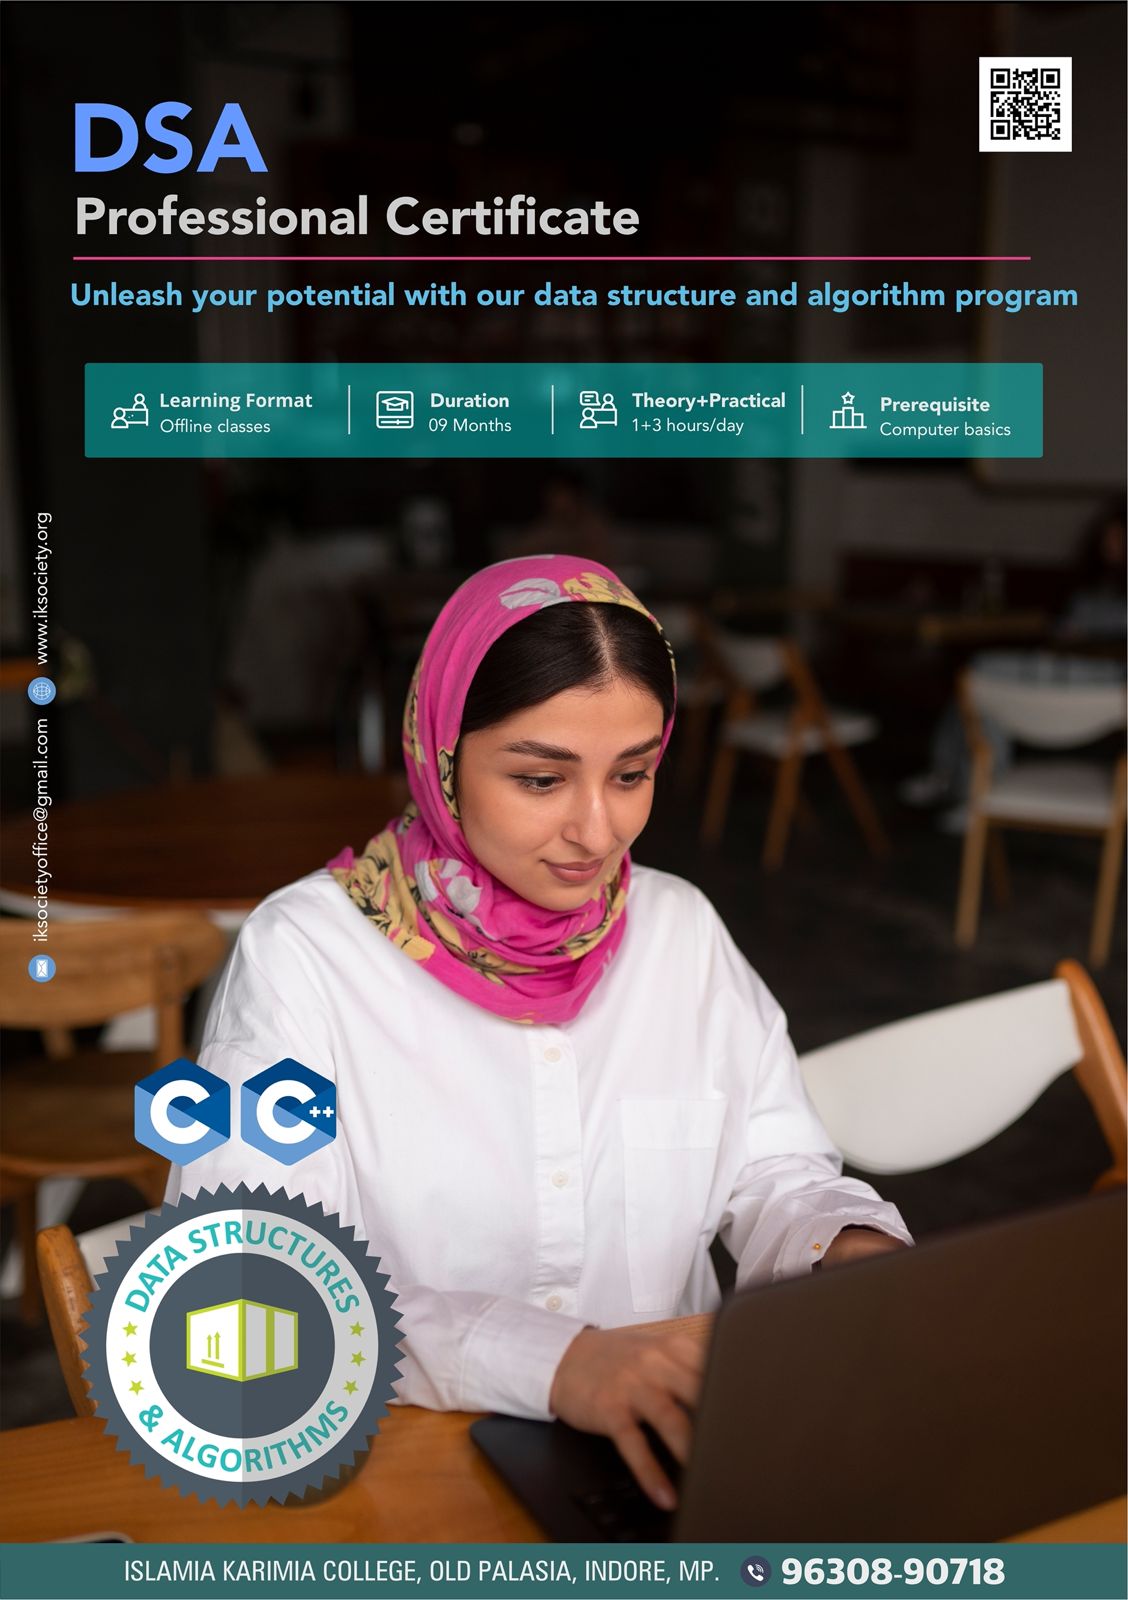 DSA
Professional Certificate
Unleash your potential with our data structure and algorithm program
Learning Format
Offline classes
Duration
09 Months
Theory+Practical
1+3 hours/day
Prerequisite
Computer basics
www.iksociety.org
iksocietyoffice@gmail.com
C
C++
DATA STRUCTURES
& ALGORITHMS
ISLAMIA KARIMIA COLLEGE, OLD PALASIA, INDORE, MP. 96308-90718